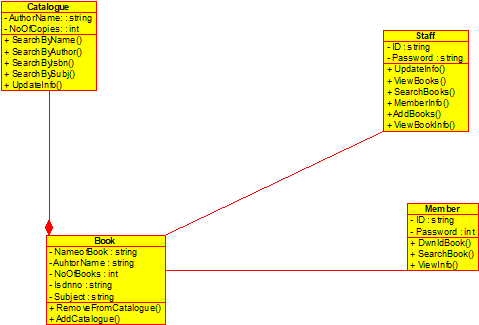 Catalogue
- AuthorName: : string
- NoOfCopies: : int
+ SearchByName()
+ SearchByAuthor()
+ SearchByIsbn()
+ SearchBySubj()
+ UpdateInfo()
Staff
- ID : string
- Password : string
+ UpdateInfo()
+ ViewBooks()
+ SearchBooks()
+ MemberInfo()
+ AddBooks()
+ ViewBookInfo()
Member
- ID : string
- Password : int
+ DwnldBook()
+ SearchBook()
+ ViewInfo()
Book
- NameofBook : string
- AuhtorName : string
- NoOfBooks : int
- Isdnno : string
- Subject : string
+ RemoveFromCatalogue()
+ AddCatalogue()